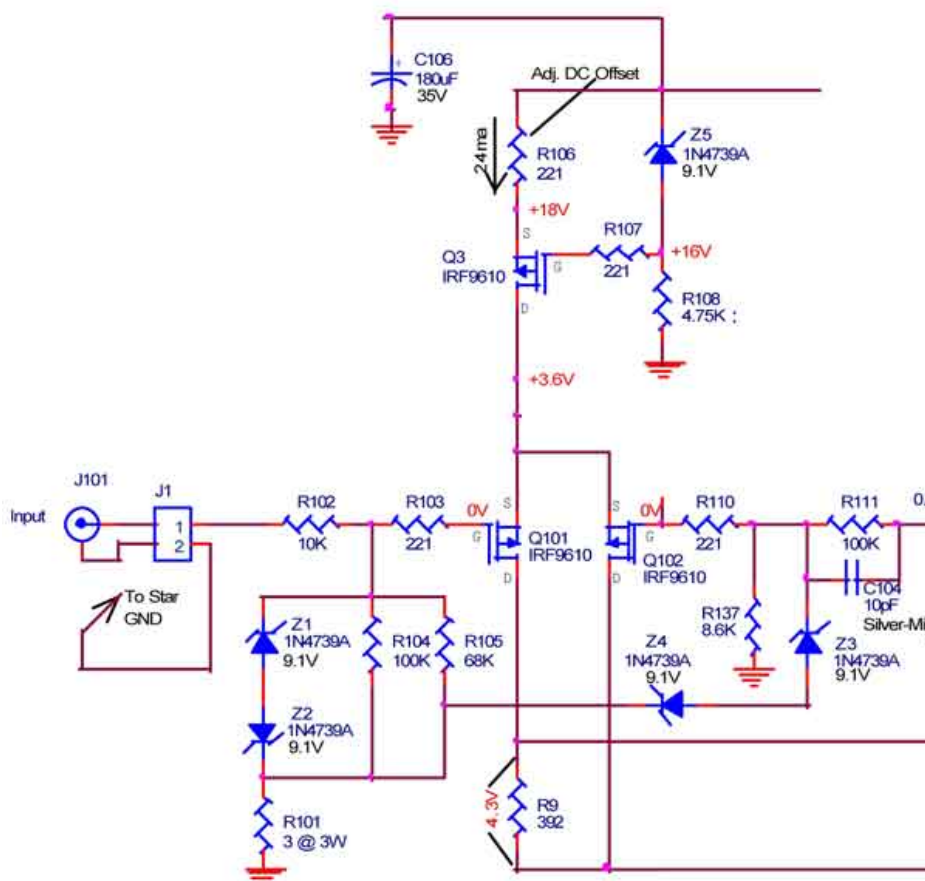 C106
180uF
35V
+
Adj. DC Offset
24ma
R106
221
Z5
1N4739A
9.1V
+18V
S
R107
221
+16V
Q3
IRF9610
G
D
R108
4.75K :
+3.6V
J101
Input
J1
1
2
R102
10K
R103
221
0V
G
S
D
Q101
IRF9610
S
0V
G
D
Q102
IRF9610
R110
221
R111
100K
0.
C104
10pF
Silver-Mi
To Star
GND
Z1
1N4739A
9.1V
R104
100K
R105
68K
Z4
1N4739A
9.1V
R137
8.6K
Z3
1N4739A
9.1V
Z2
1N4739A
9.1V
R101
3 @ 3W
4.3V
R9
392